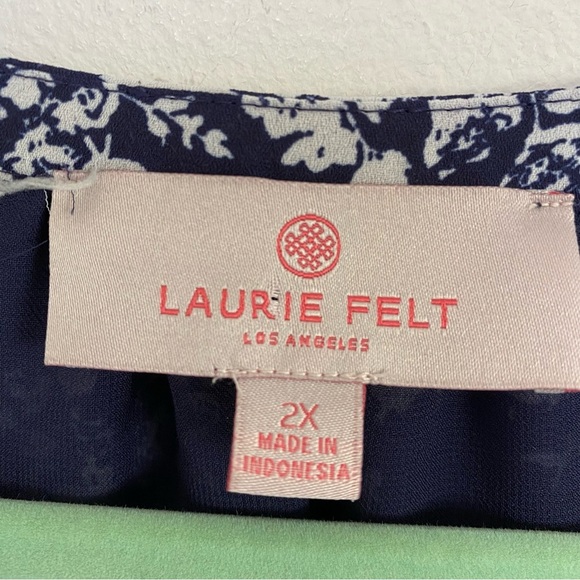 LAURIE FELT
LOS ANGELES
2X
MADE IN
INDONESIA